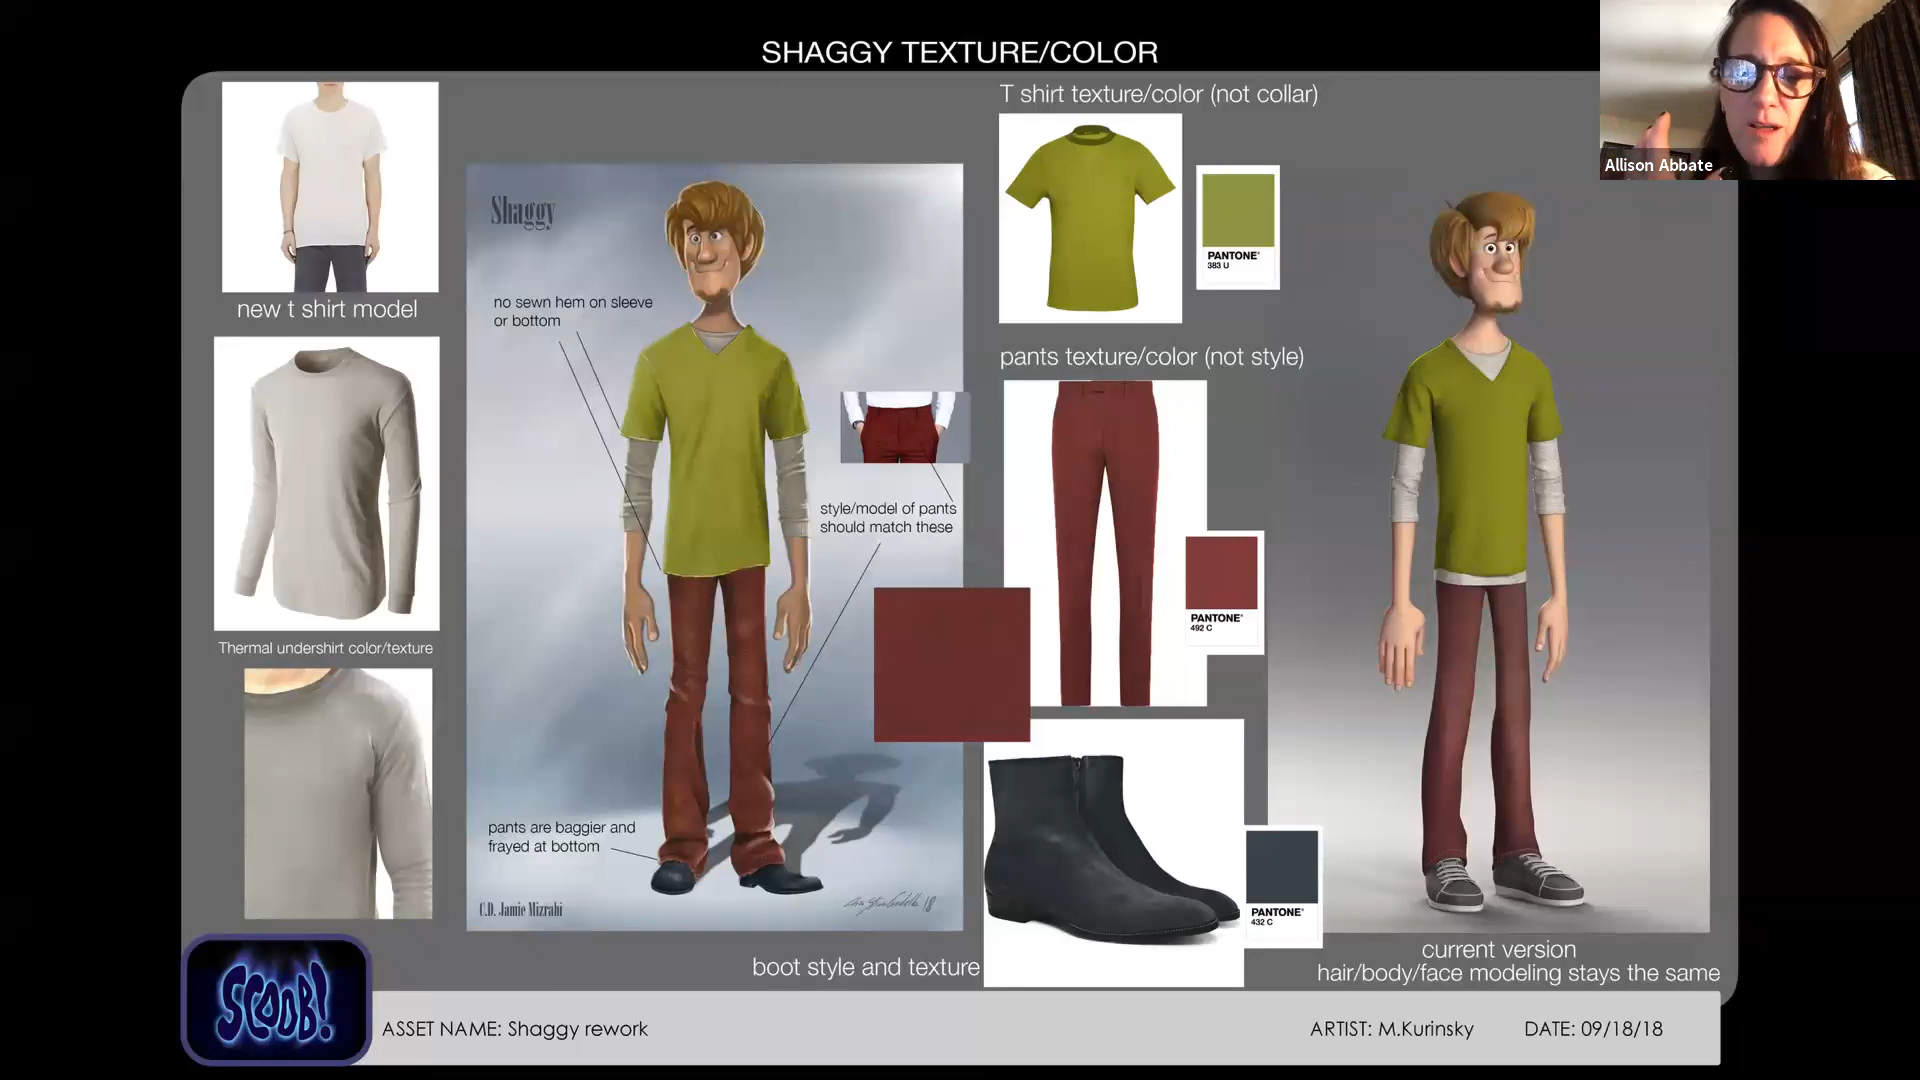 SHAGGY TEXTURE/COLOR
Allison Abbate
new t shirt model
Thermal undershirt color/texture
Shaggy
no sewn hem on sleeve
or bottom
style/model of pants
should match these
pants are baggier and
frayed at bottom
C.D. Jamie Mizrahi
T shirt texture/color (not collar)
PANTONE®
383 U
pants texture/color (not style)
PANTONE®
492 C
boot style and texture
PANTONE®
432 C
current version
hair/body/face modeling stays the same
SCOOB!
ASSET NAME: Shaggy rework
ARTIST: M.Kurinsky
DATE: 09/18/18